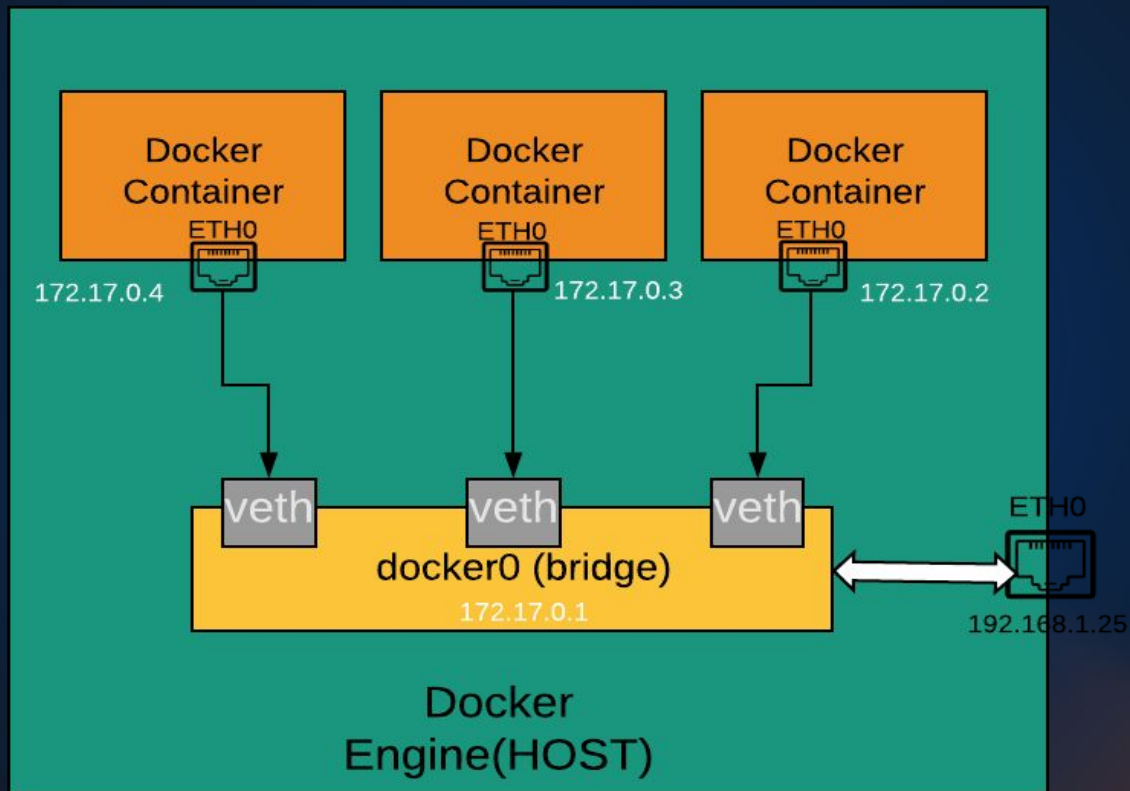 Docker
Container
ETH0
172.17.0.4
Docker
Container
ETH0
172.17.0.3
Docker
Container
ETH0
172.17.0.2
veth
veth
veth
docker0 (bridge)
172.17.0.1
ETH0
192.168.1.25
Docker
Engine(HOST)